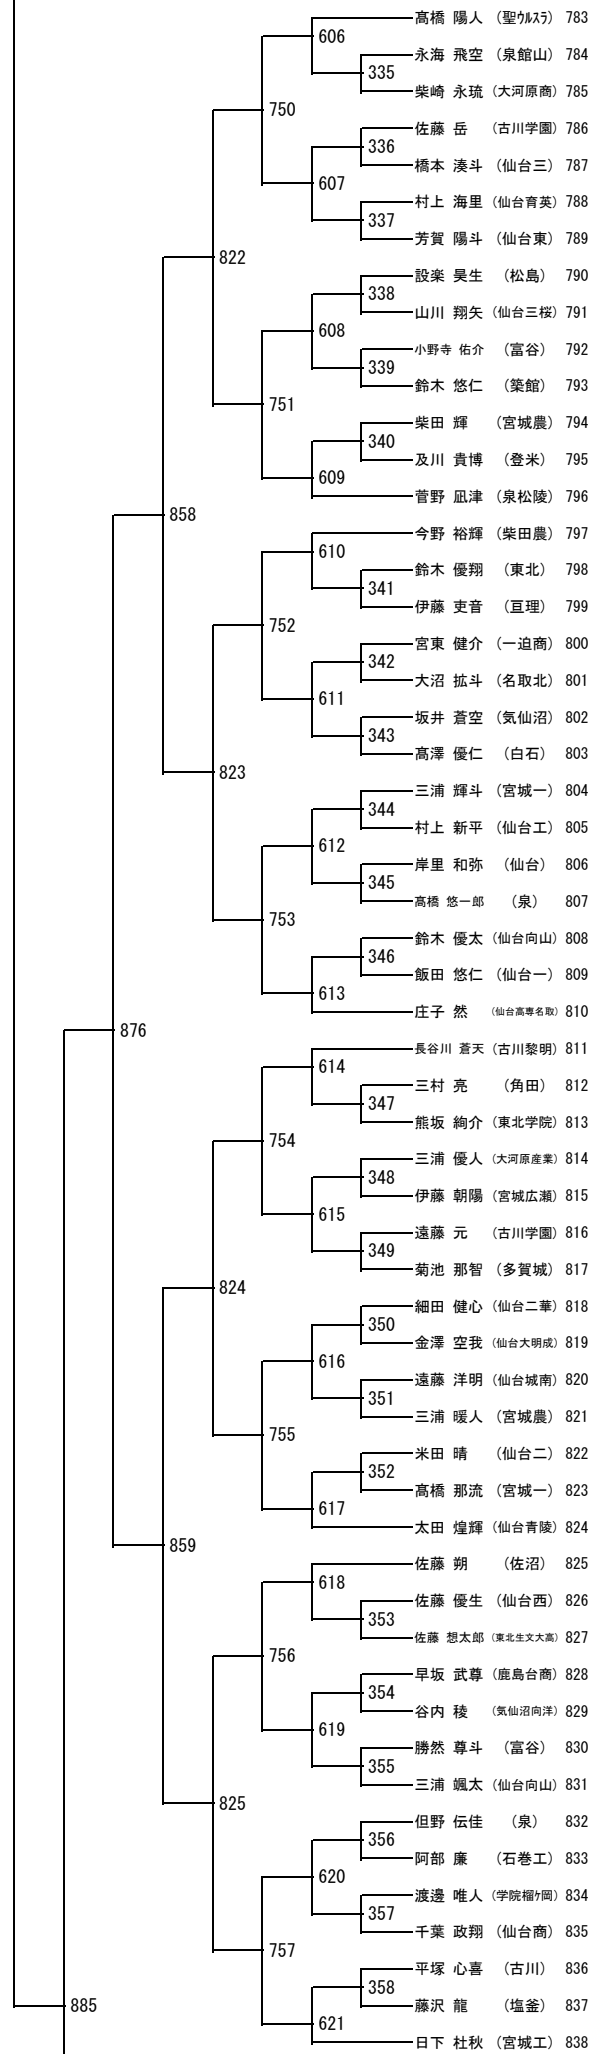 髙橋 陽人 (聖ｳﾙｽﾗ) 783
606
永海 飛空 (泉館山) 784
335
柴崎 永琉 (大河原商) 785
750
佐藤 岳 (古川学園) 786
336
橋本 湊斗 (仙台三) 787
607
村上 海里 (仙台育英) 788
337
芳賀 陽斗 (仙台東) 789
822
設楽 昊生 (松島) 790
338
山川 翔矢 (仙台三桜) 791
608
小野寺 佑介 (富谷) 792
339
鈴木 悠仁 (築館) 793
751
柴田 輝 (宮城農) 794
340
及川 貴博 (登米) 795
609
菅野 凪津 (泉松陵) 796
858
今野 裕輝 (柴田農) 797
610
鈴木 優翔 (東北) 798
341
伊藤 吏音 (亘理) 799
752
宮東 健介 (一迫商) 800
342
大沼 拡斗 (名取北) 801
611
坂井 蒼空 (気仙沼) 802
343
髙澤 優仁 (白石) 803
823
三浦 輝斗 (宮城一) 804
344
村上 新平 (仙台工) 805
612
岸里 和弥 (仙台) 806
345
髙橋 悠一郎 (泉) 807
753
鈴木 優太 (仙台向山) 808
346
飯田 悠仁 (仙台一) 809
613
庄子 然 (仙台高専名取) 810
876
長谷川 蒼天 (古川黎明) 811
614
三村 亮 (角田) 812
347
熊坂 絢介 (東北学院) 813
754
三浦 優人 (大河原産業) 814
348
伊藤 朝陽 (宮城広瀬) 815
615
遠藤 元 (古川学園) 816
349
菊池 那智 (多賀城) 817
824
細田 健心 (仙台二華) 818
350
金澤 空我 (仙台大明成) 819
616
遠藤 洋明 (仙台城南) 820
351
三浦 暖人 (宮城農) 821
755
米田 晴 (仙台二) 822
352
髙橋 那流 (宮城一) 823
617
太田 煌輝 (仙台青陵) 824
859
佐藤 朔 (佐沼) 825
618
佐藤 優生 (仙台西) 826
353
佐藤 想太郎 (東北生文大高) 827
756
早坂 武尊 (鹿島台商) 828
354
谷内 稜 (気仙沼向洋) 829
619
勝然 尊斗 (富谷) 830
355
三浦 颯太 (仙台向山) 831
825
但野 伝佳 (泉) 832
356
阿部 廉 (石巻工) 833
620
渡邊 唯人 (学院榴ケ岡) 834
357
千葉 政翔 (仙台商) 835
757
平塚 心喜 (古川) 836
358
藤沢 龍 (塩釜) 837
885
621
日下 杜秋 (宮城工) 838